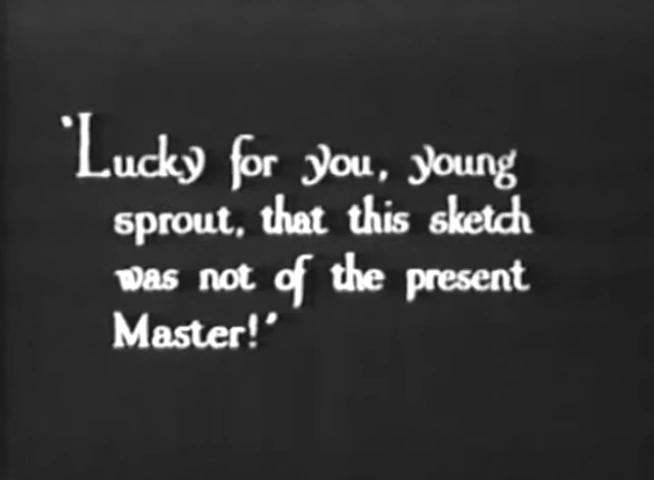 'Lucky for you, young
sprout, that this sketch
was not of the present
Master!'